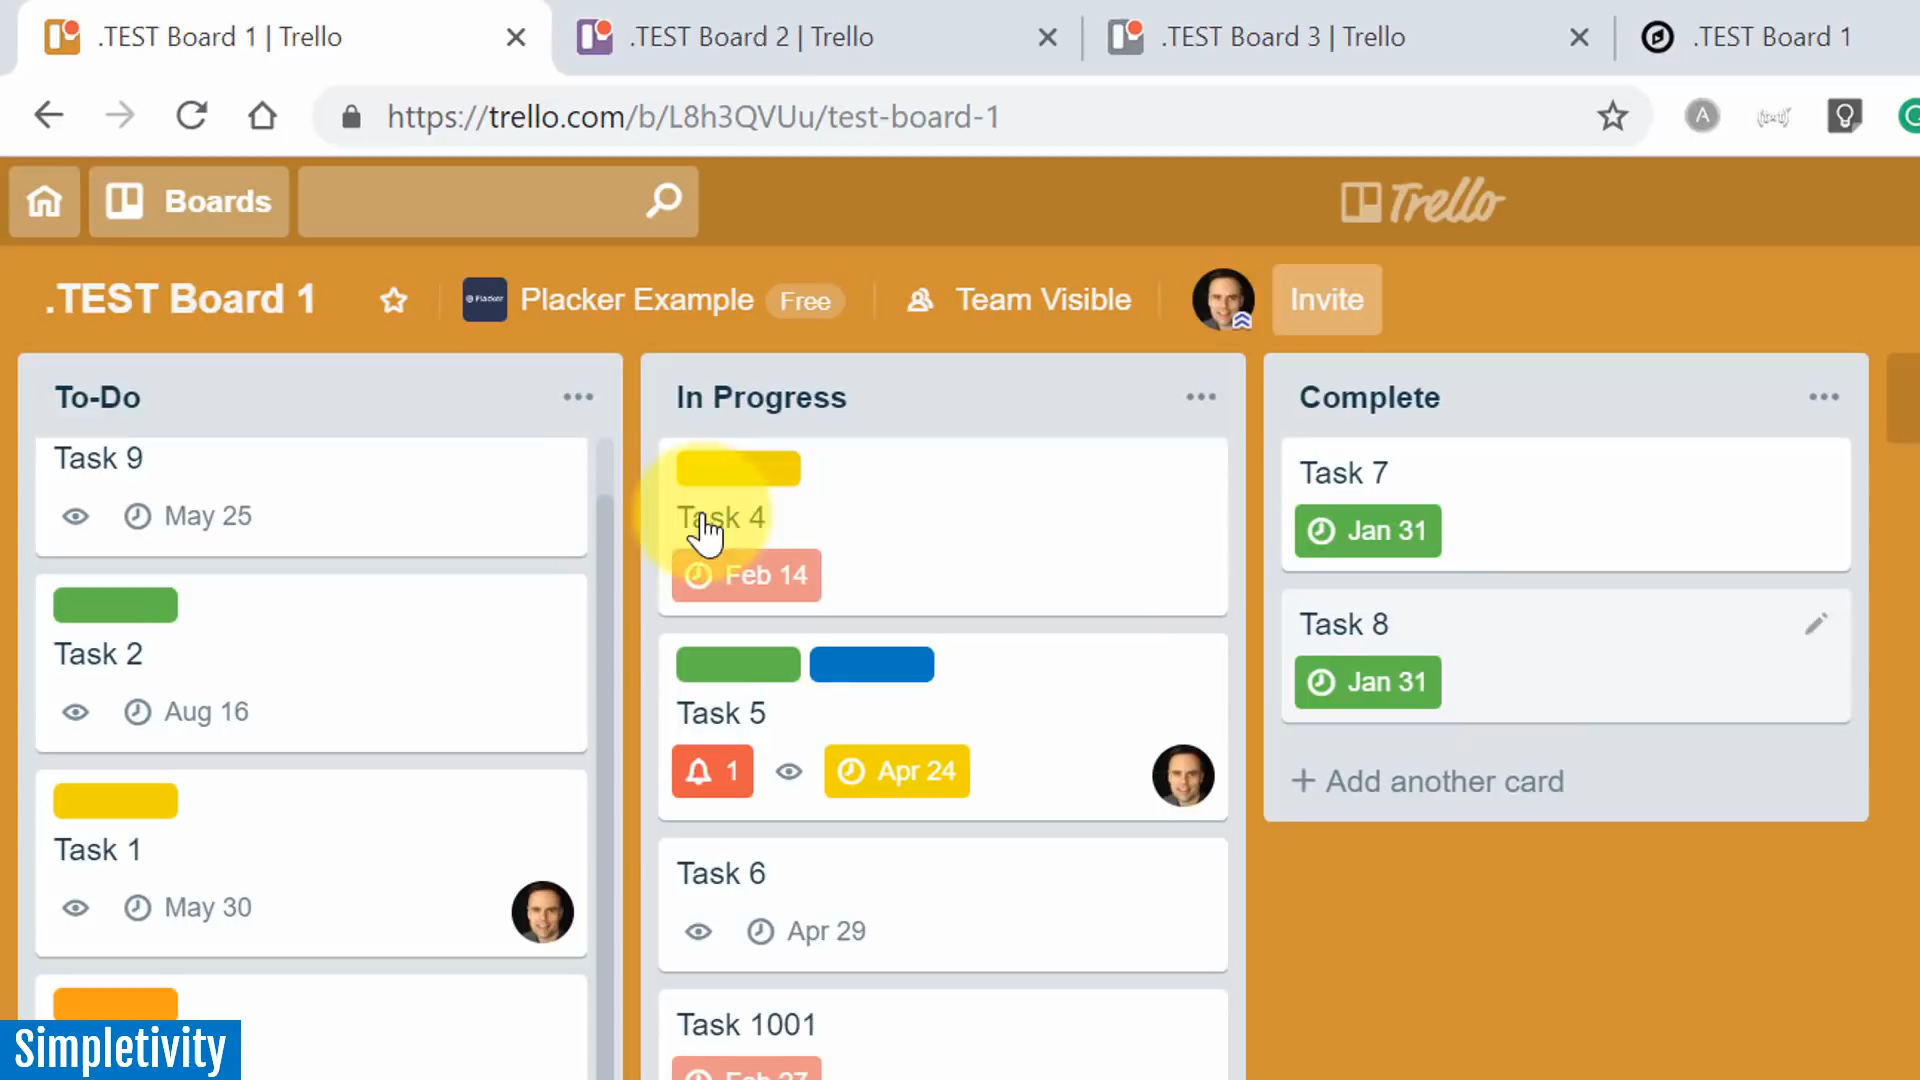 .TEST Board 1 | Trello
.TEST Board 2 | Trello
.TEST Board 3 | Trello
.TEST Board 1
https://trello.com/b/L8h3QVUu/test-board-1
A
Boards
Trello
.TEST Board 1
Placker
Placker Example
Free
Team Visible
Invite
To-Do
Task 9
May 25
Task 2
Aug 16
Task 1
May 30
In Progress
Task 4
Feb 14
Task 5
1
Apr 24
Task 6
Apr 29
Task 1001
Feb 27
Complete
Task 7
Jan 31
Task 8
Jan 31
+ Add another card
Simpletivity